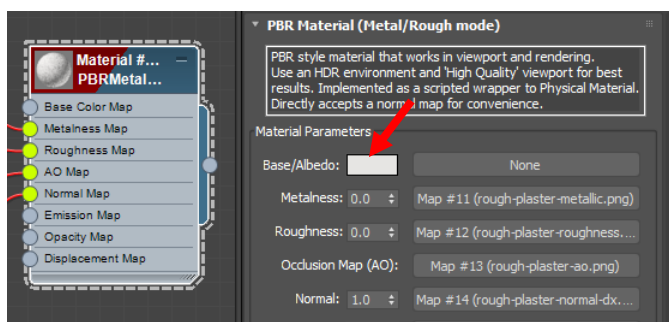 Material #...
PBRMetal...
Base Color Map
Metalness Map
Roughness Map
AO Map
Normal Map
Emission Map
Opacity Map
Displacement Map
PBR Material (Metal/Rough mode)
PBR style material that works in viewport and rendering.
Use an HDR environment and 'High Quality' viewport for best
results. Implemented as a scripted wrapper to Physical Material.
Directly accepts a normal map for convenience.
Material Parameters
Base/Albedo: None
Metalness: 0.0 Map #11 (rough-plaster-metallic.png)
Roughness: 0.0 Map #12 (rough-plaster-roughness....
Occlusion Map (AO): Map #13 (rough-plaster-ao.png)
Normal: 1.0 Map #14 (rough-plaster-normal-dx....